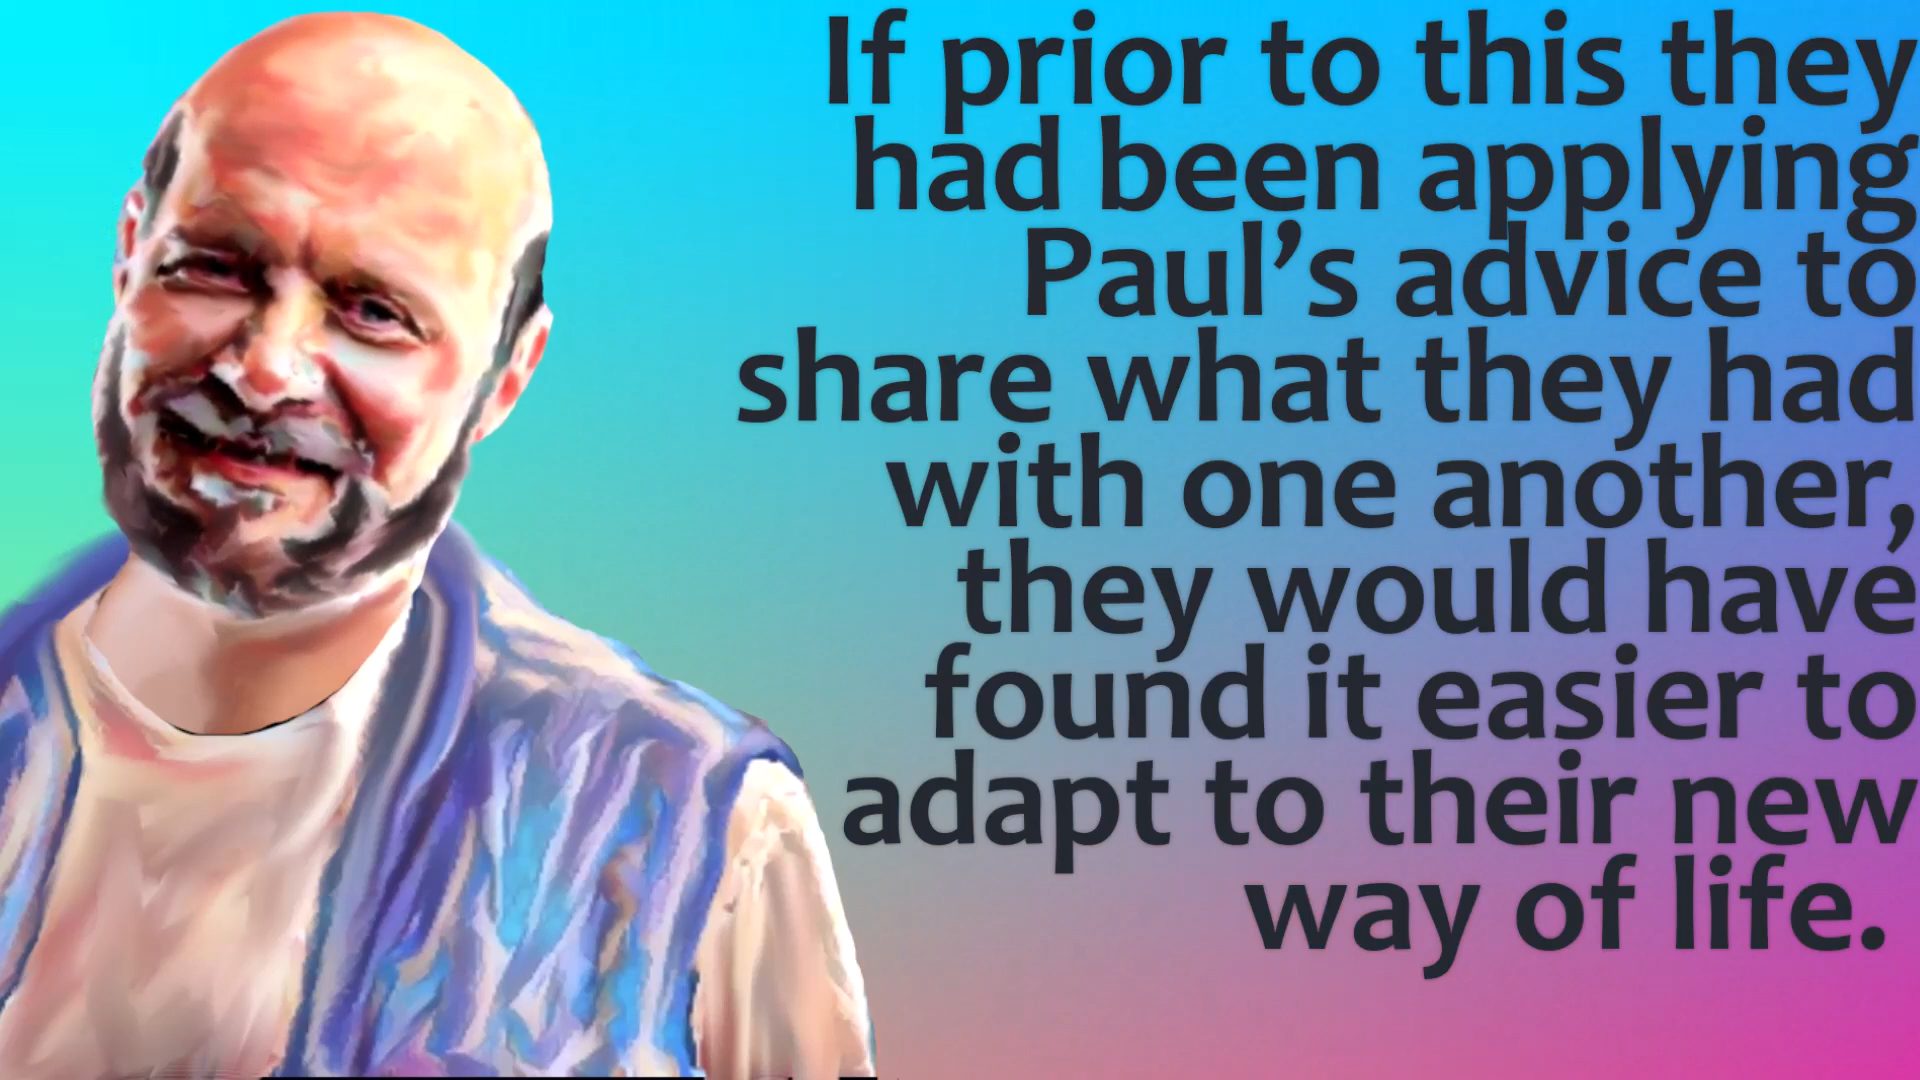 If prior to this they
had been applying
Paul’s advice to
share what they had
with one another,
they would have
found it easier to
adapt to their new
way of life.